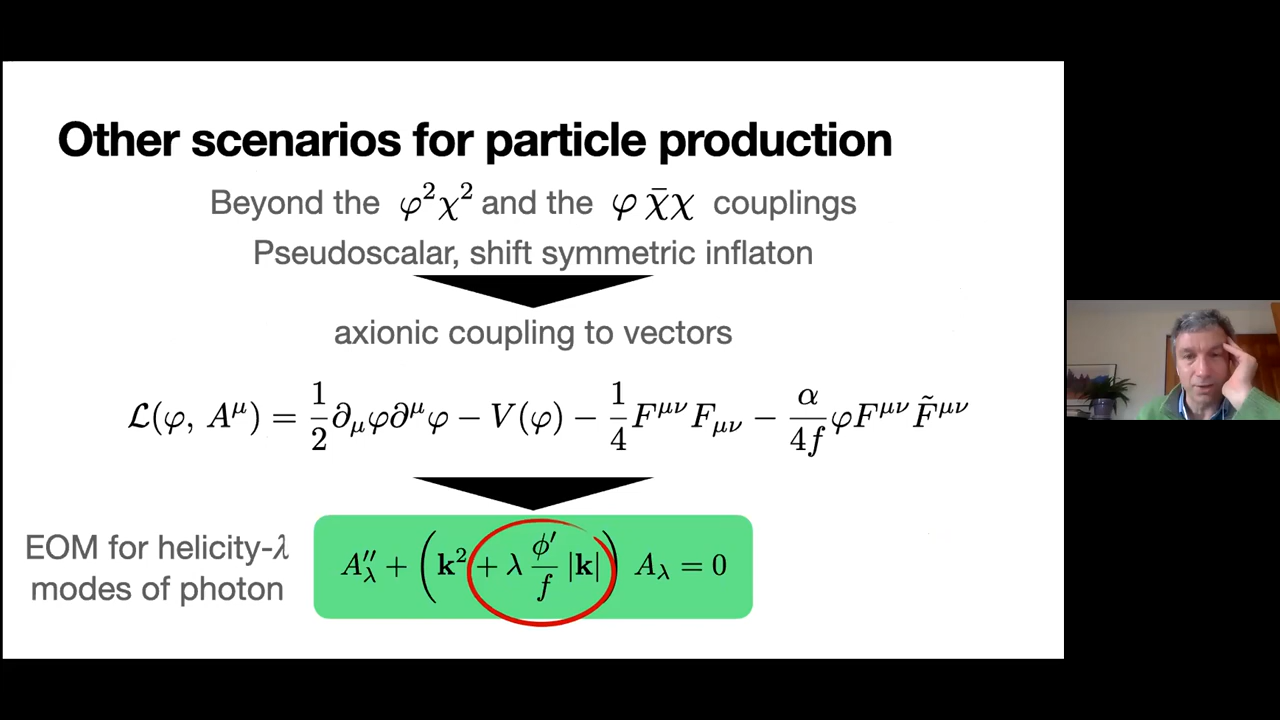 Other scenarios for particle production
Beyond the φ²χ² and the φ χ̄χ couplings
Pseudoscalar, shift symmetric inflaton
axionic coupling to vectors
ℒ(φ, A^μ) = 1/2 ∂_μφ∂^μφ − V(φ) − 1/4 F^{μν} F_{μν} − α/4f φF^{μν} F̃^{μν}
EOM for helicity-λ
modes of photon
A''_λ + (k² + λ ϕ'/f |k|) A_λ = 0